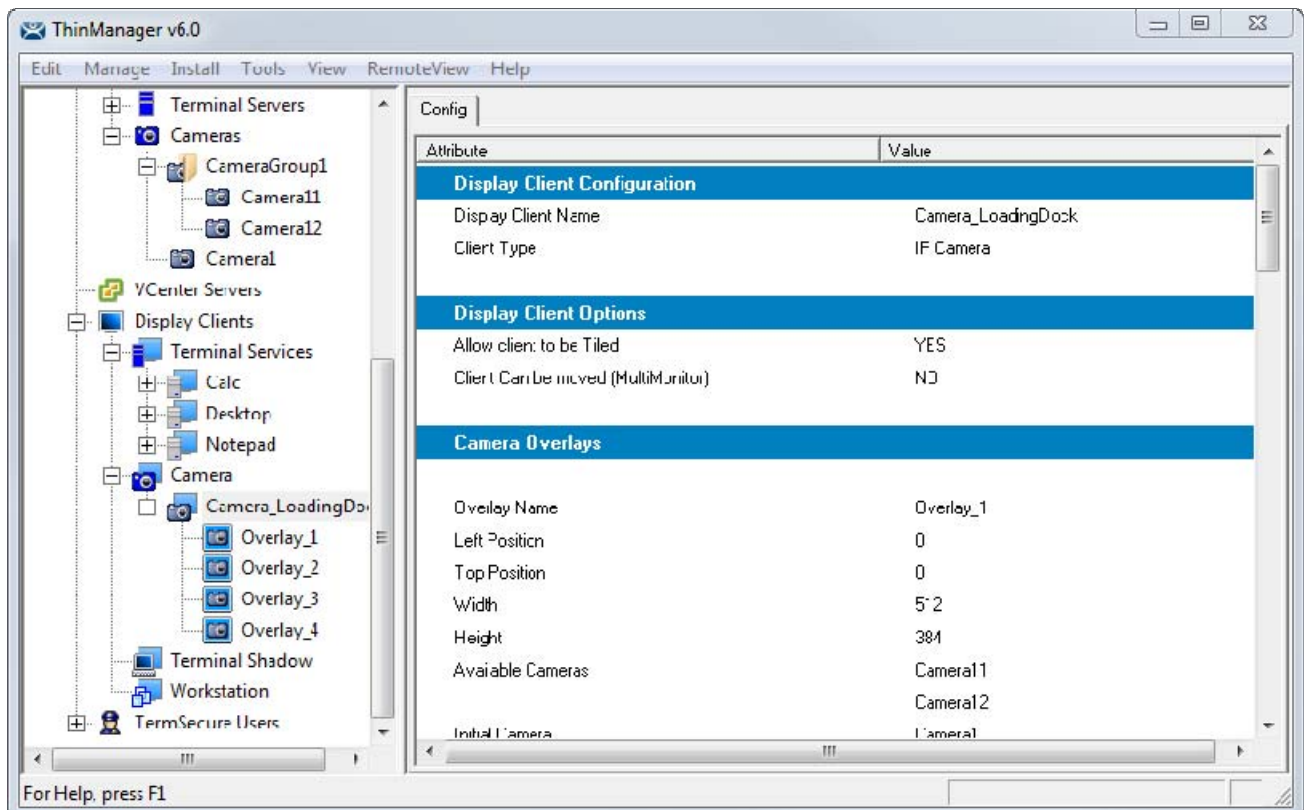 ThinManager v6.0
Edit Manage Install Tools View RemoteView Help
Terminal Servers
Cameras
CameraGroup1
Camera11
Camera12
Camera1
VCenter Servers
Display Clients
Terminal Services
Calc
Desktop
Notepad
Camera
Camera_LoadingDo
Overlay_1
Overlay_2
Overlay_3
Overlay_4
Terminal Shadow
Workstation
TermSecure Users
For Help, press F1
Config
Attribute Value
Display Client Configuration
Display Client Name Camera_LoadingDock
Client Type IP Camera
Display Client Options
Allow client to be Tiled YES
Client Can be moved (MultiMonitor) NO
Camera Overlays
Overlay Name Overlay_1
Left Position 0
Top Position 0
Width 512
Height 384
Available Cameras Camera11
Camera12
Initial Camera Camera1